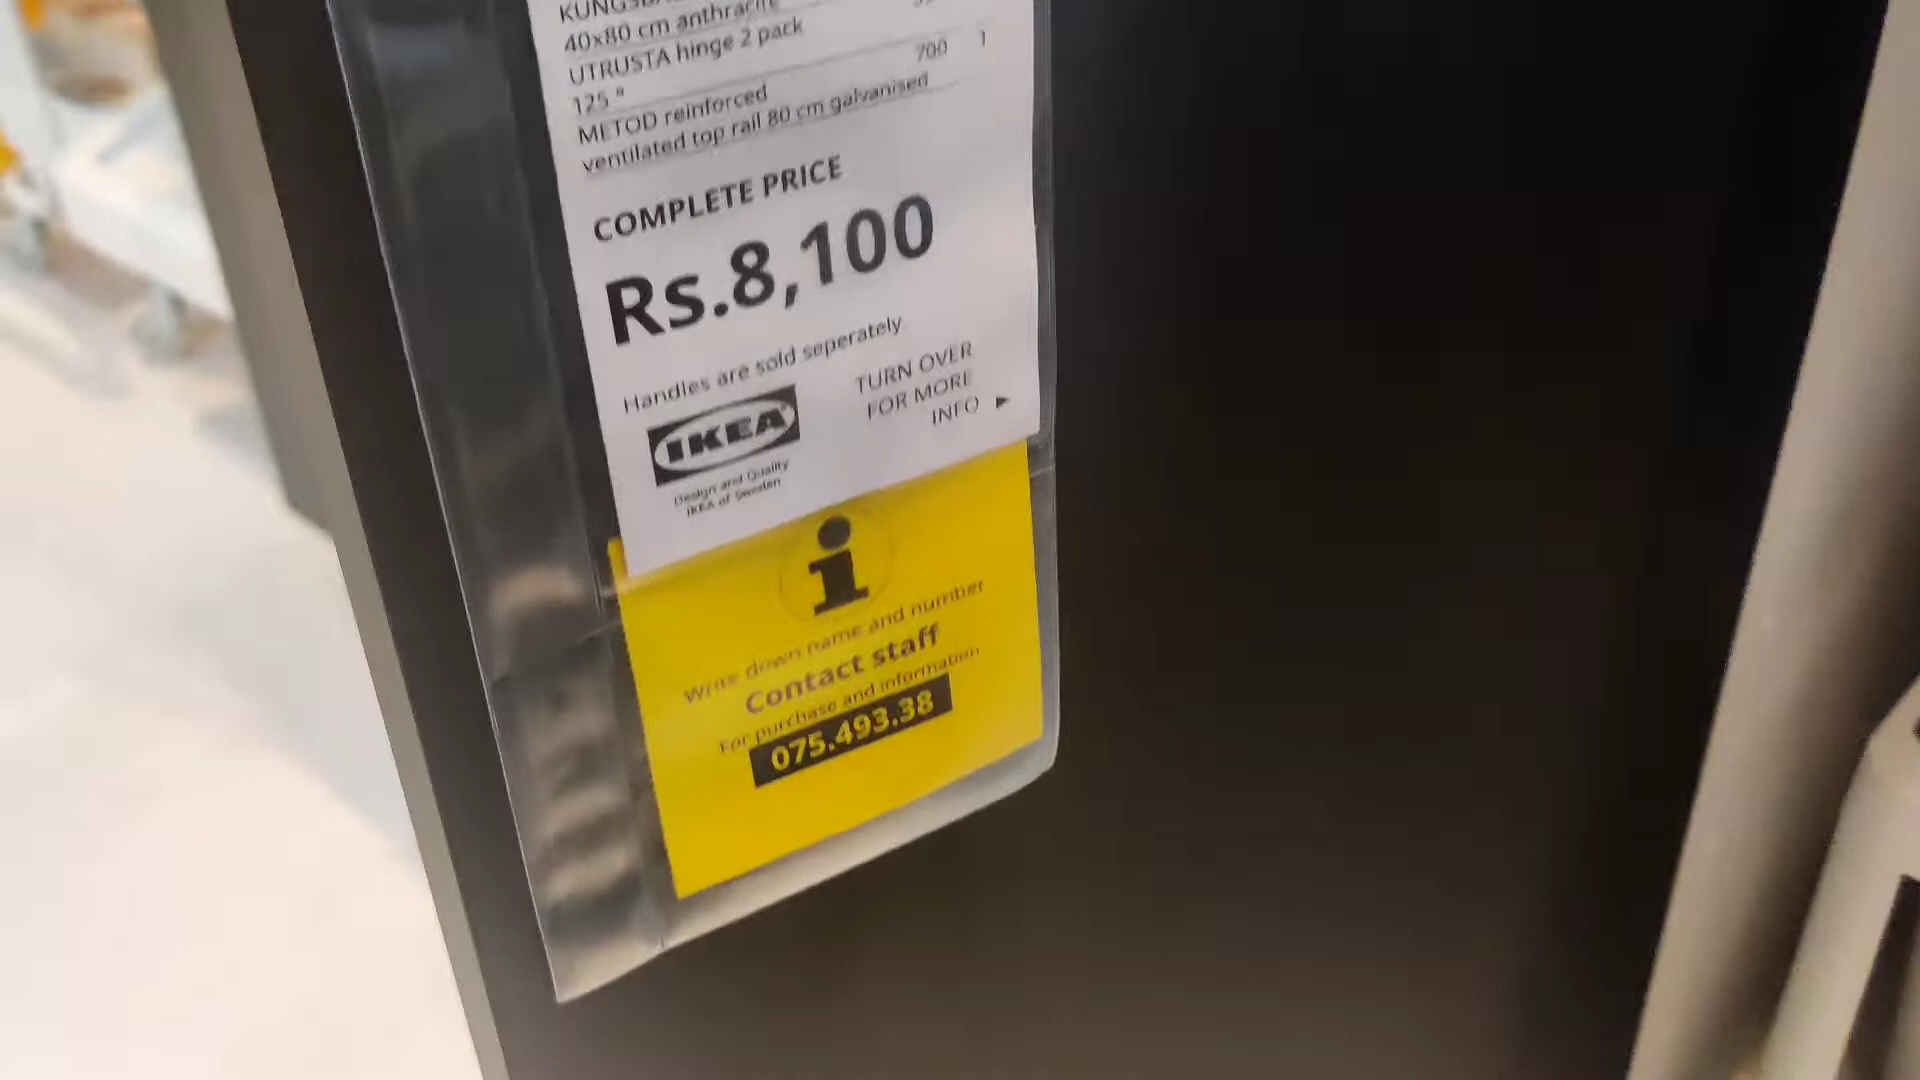 40x80 cm anthracite
UTRUSTA hinge 2 pack
125 °
700 1
METOD reinforced
ventilated top rail 80 cm galvanised
COMPLETE PRICE
Rs.8,100
Handles are sold seperately.
IKEA
Design and Quality
IKEA of Sweden
TURN OVER
FOR MORE
INFO ►
i
Write down name and number
Contact staff
For purchase and information
075.493.38